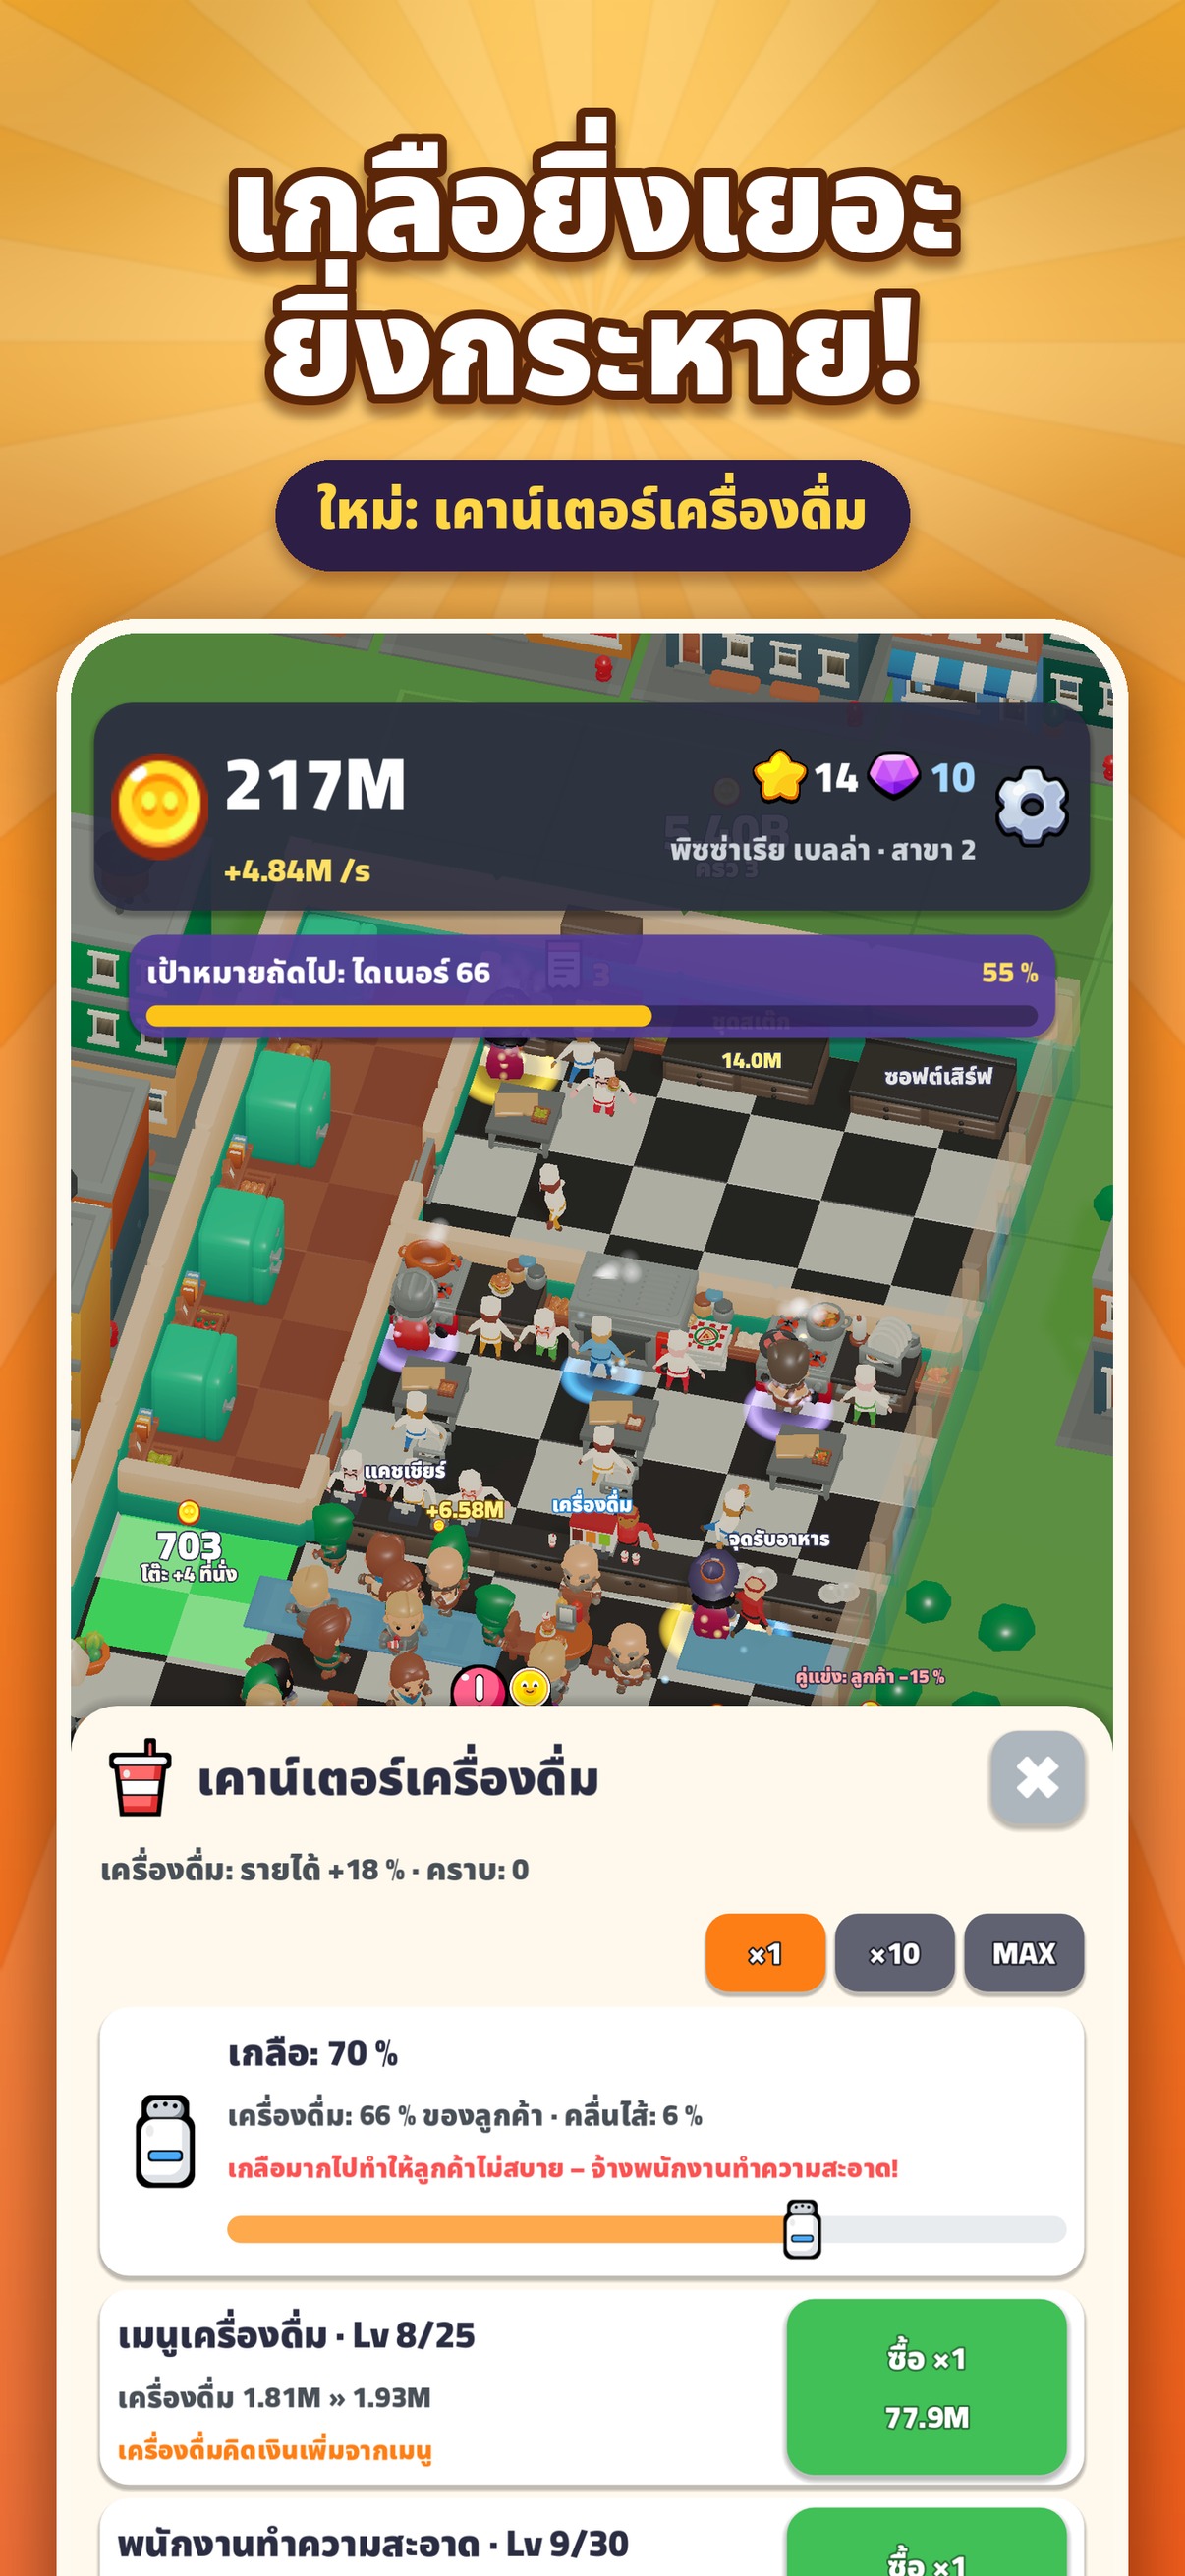 เกลือยิ่งเยอะ
ยิ่งกระหาย!
ใหม่: เคาน์เตอร์เครื่องดื่ม
217M
14
10
5.40B
พิซซ่าเรีย เบลล่า · สาขา 2
ครัว 3
+4.84M /s
เป้าหมายถัดไป: ไดเนอร์ 66
3
55 %
ชุดสเต๊ก
14.0M
ซอฟต์เสิร์ฟ
แคชเชียร์
+6.58M
เครื่องดื่ม
จุดรับอาหาร
703
โต๊ะ +4 ที่นั่ง
คู่แข่ง: ลูกค้า −15 %
เคาน์เตอร์เครื่องดื่ม
เครื่องดื่ม: รายได้ +18 % · คราบ: 0
×1
×10
MAX
เกลือ: 70 %
เครื่องดื่ม: 66 % ของลูกค้า · คลื่นไส้: 6 %
เกลือมากไปทำให้ลูกค้าไม่สบาย – จ้างพนักงานทำความสะอาด!
เมนูเครื่องดื่ม · Lv 8/25
เครื่องดื่ม 1.81M » 1.93M
เครื่องดื่มคิดเงินเพิ่มจากเมนู
ซื้อ ×1
77.9M
พนักงานทำความสะอาด · Lv 9/30
ซื้อ ×1